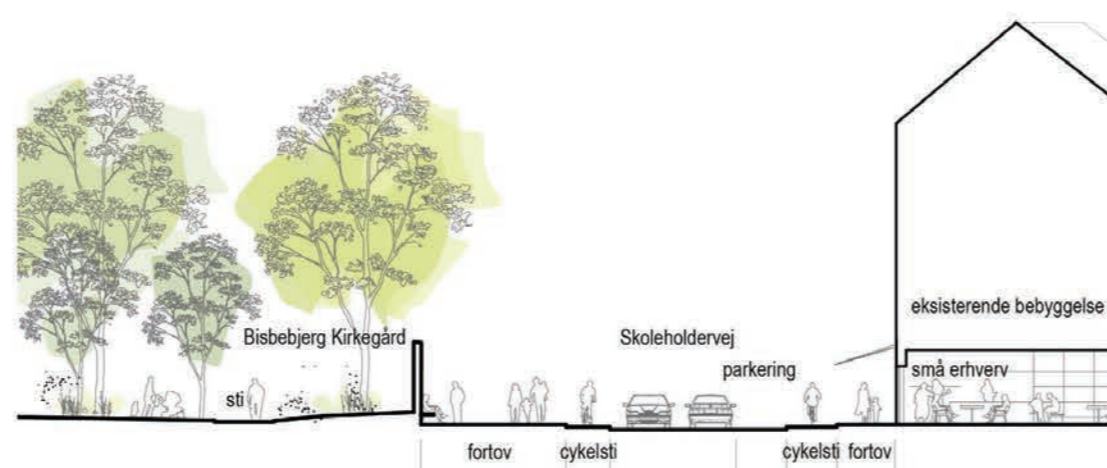 eksisterende bebyggelse
Bisbebjerg Kirkegård
Skoleholdervej
parkering
små erhverv
sti
fortov
cykelsti
cykelsti
fortov